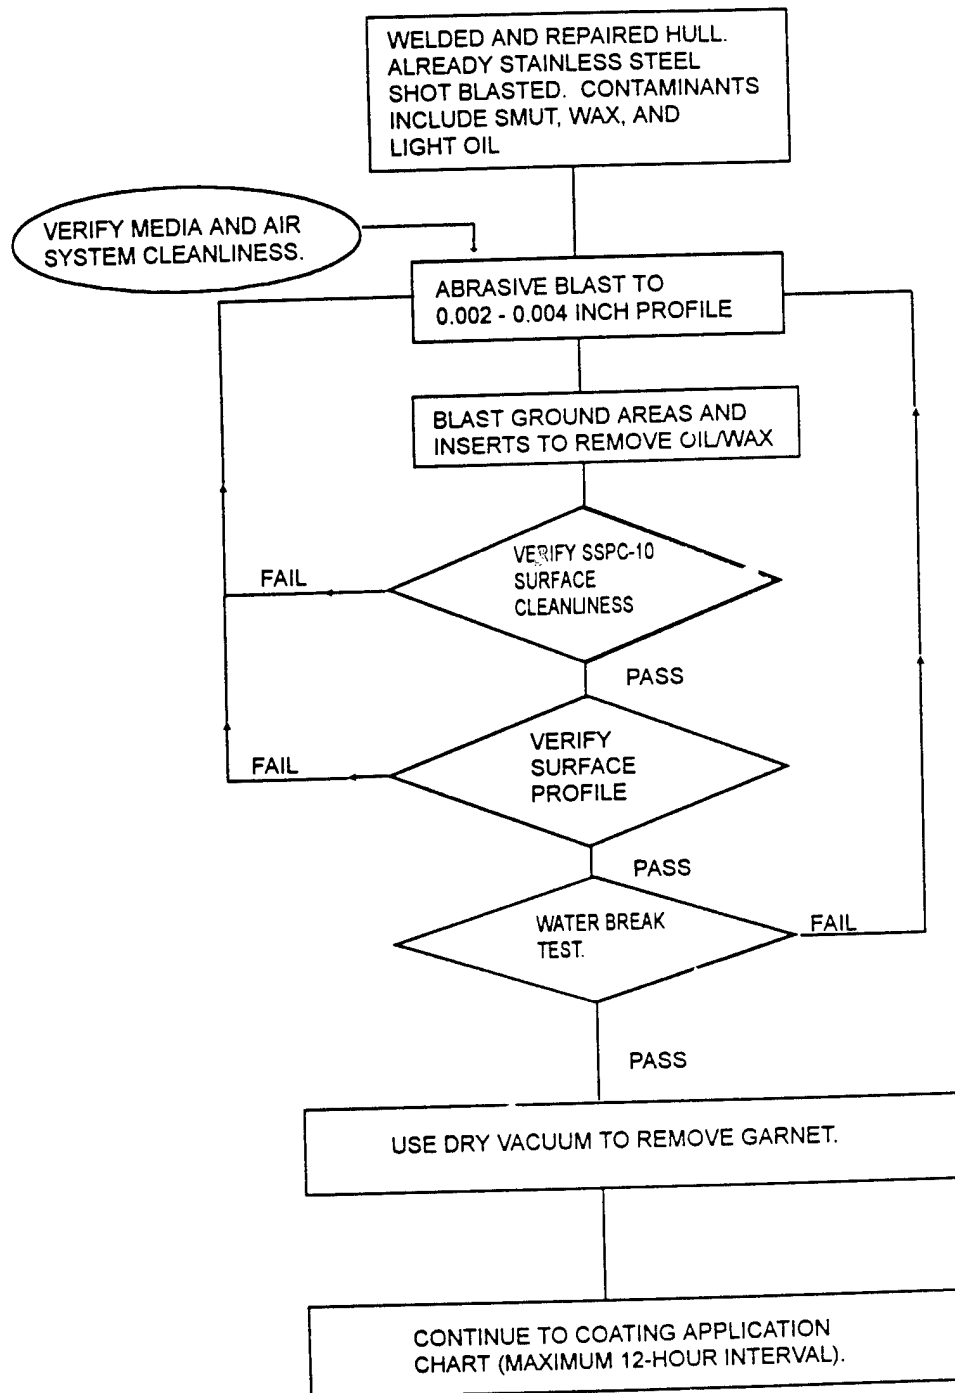 WELDED AND REPAIRED HULL.
ALREADY STAINLESS STEEL
SHOT BLASTED. CONTAMINANTS
INCLUDE SMUT, WAX, AND
LIGHT OIL
VERIFY MEDIA AND AIR
SYSTEM CLEANLINESS.
ABRASIVE BLAST TO
0.002 - 0.004 INCH PROFILE
BLAST GROUND AREAS AND
INSERTS TO REMOVE OIL/WAX
VERIFY SSPC-10
SURFACE
CLEANLINESS
FAIL
PASS
VERIFY
SURFACE
PROFILE
FAIL
PASS
WATER BREAK
TEST.
FAIL
PASS
USE DRY VACUUM TO REMOVE GARNET.
CONTINUE TO COATING APPLICATION
CHART (MAXIMUM 12-HOUR INTERVAL).